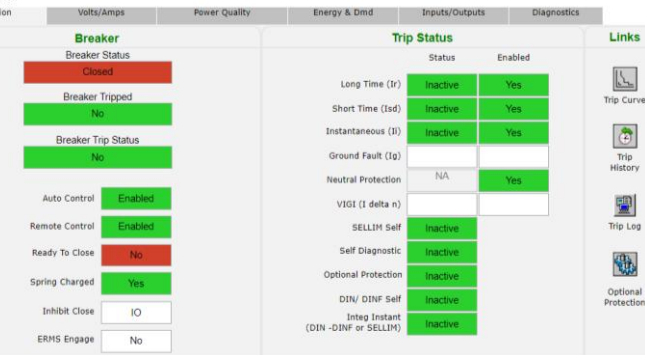 Volts/Amps Power Quality Energy & Dmd Inputs/Outputs Diagnostics
Breaker
Breaker Status
Closed
Breaker Tripped
No
Breaker Trip Status
No
Auto Control Enabled
Remote Control Enabled
Ready To Close No
Spring Charged Yes
Inhibit Close IO
ERMS Engage No
Trip Status
Status Enabled
Long Time (Ir) Inactive Yes
Short Time (Isd) Inactive Yes
Instantaneous (Ii) Inactive Yes
Ground Fault (Ig)
Neutral Protection NA Yes
VIGI (I delta n)
SELLIM Self Inactive
Self Diagnostic Inactive
Optional Protection Inactive
DIN/ DINF Self Inactive
Integ Instant
(DIN -DINF or SELLIM) Inactive
Links
Trip Curve
Trip
History
Trip Log
Optional
Protection